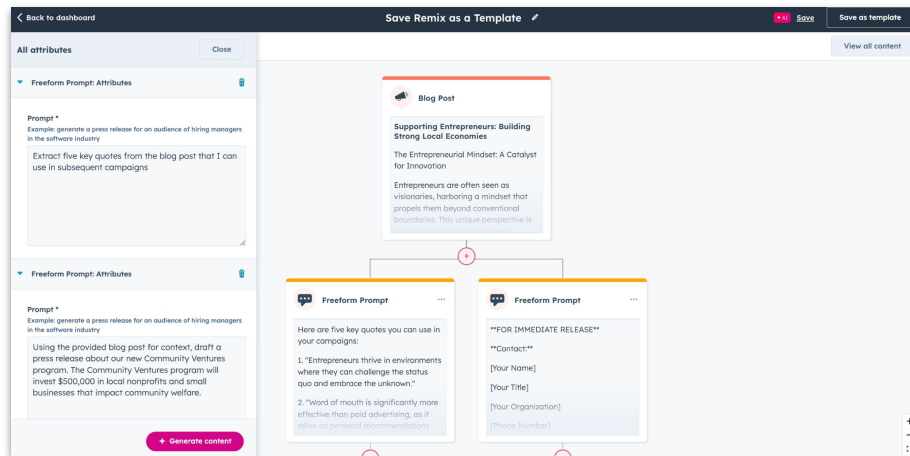 Back to dashboard
Save Remix as a Template
AI Save
Save as template
All attributes
Close
View all content
Freeform Prompt: Attributes
Prompt *
Example: generate a press release for an audience of hiring managers
in the software industry
Extract five key quotes from the blog post that I can
use in subsequent campaigns
Freeform Prompt: Attributes
Prompt *
Example: generate a press release for an audience of hiring managers
in the software industry
Using the provided blog post for context, draft a
press release about our new Community Ventures
program. The Community Ventures program will
invest $500,000 in local nonprofits and small
businesses that impact community welfare.
Generate content
Blog Post
Supporting Entrepreneurs: Building
Strong Local Economies
The Entrepreneurial Mindset: A Catalyst
for Innovation
Entrepreneurs are often seen as
visionaries, harboring a mindset that
propels them beyond conventional
boundaries. This unique perspective is
Freeform Prompt
Here are five key quotes you can use in
your campaigns:
1. "Entrepreneurs thrive in environments
where they can challenge the status
quo and embrace the unknown."
2. "Word of mouth is significantly more
effective than paid advertising, as it
relies on personal recommendations
Freeform Prompt
**FOR IMMEDIATE RELEASE**
**Contact:**
[Your Name]
[Your Title]
[Your Organization]
[Phone Number]